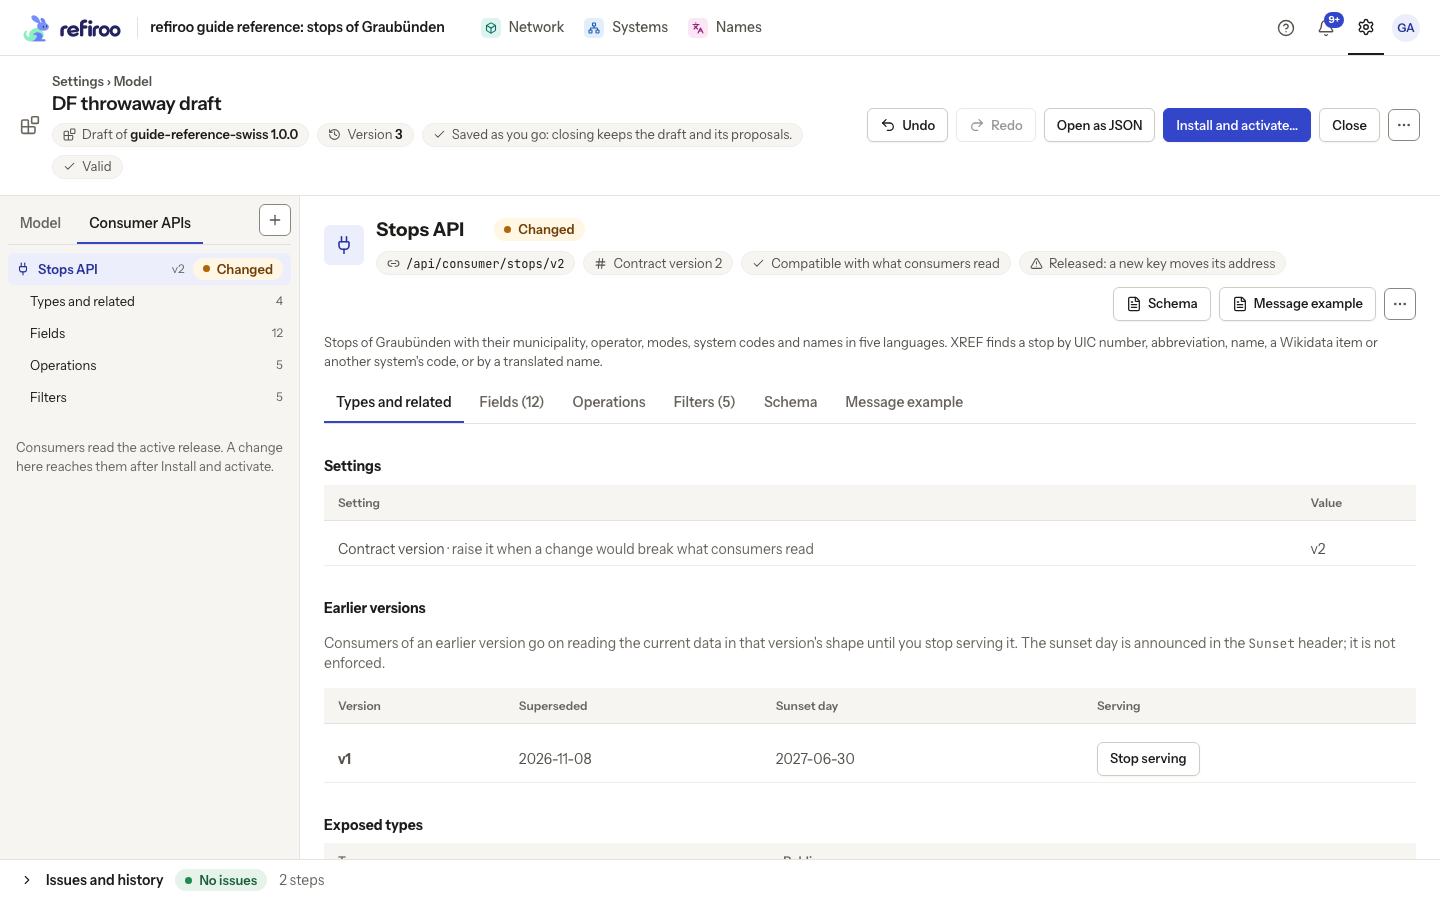 refiroo
refiroo guide reference: stops of Graubünden
Network
Systems
Names
9+
GA
Settings › Model
DF throwaway draft
Draft of guide-reference-swiss 1.0.0
Version 3
Saved as you go: closing keeps the draft and its proposals.
Valid
Undo
Redo
Open as JSON
Install and activate...
Close
Model
Consumer APIs
Stops API
v2
Changed
Types and related
4
Fields
12
Operations
5
Filters
5
Consumers read the active release. A change
here reaches them after Install and activate.
Stops API
Changed
/api/consumer/stops/v2
Contract version 2
Compatible with what consumers read
Released: a new key moves its address
Schema
Message example
Stops of Graubünden with their municipality, operator, modes, system codes and names in five languages. XREF finds a stop by UIC number, abbreviation, name, a Wikidata item or
another system's code, or by a translated name.
Types and related
Fields (12)
Operations
Filters (5)
Schema
Message example
Settings
Setting
Value
Contract version · raise it when a change would break what consumers read
v2
Earlier versions
Consumers of an earlier version go on reading the current data in that version's shape until you stop serving it. The sunset day is announced in the Sunset header; it is not
enforced.
Version
Superseded
Sunset day
Serving
v1
2026-11-08
2027-06-30
Stop serving
Exposed types
Issues and history
No issues
2 steps